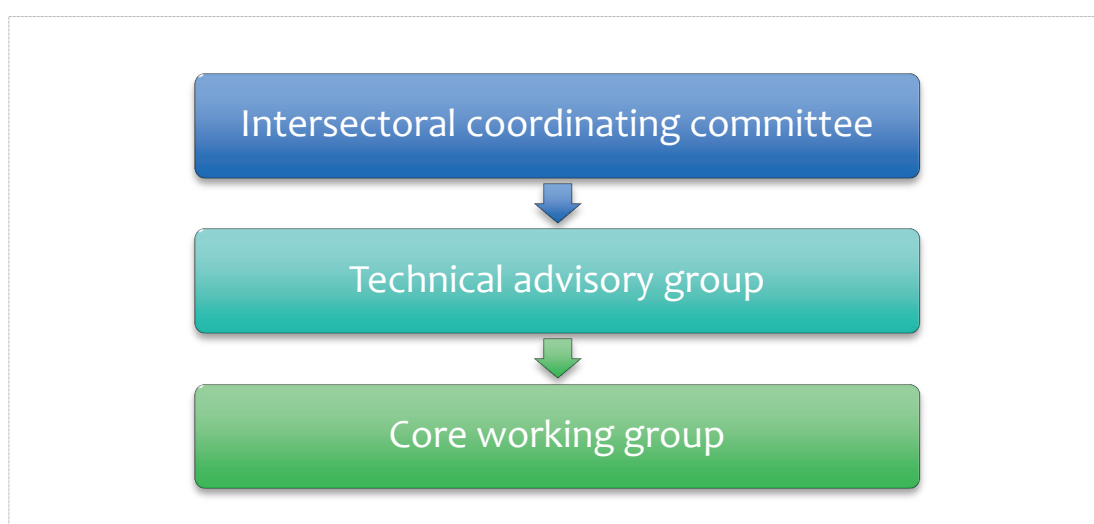 Intersectoral coordinating committee
Technical advisory group
Core working group